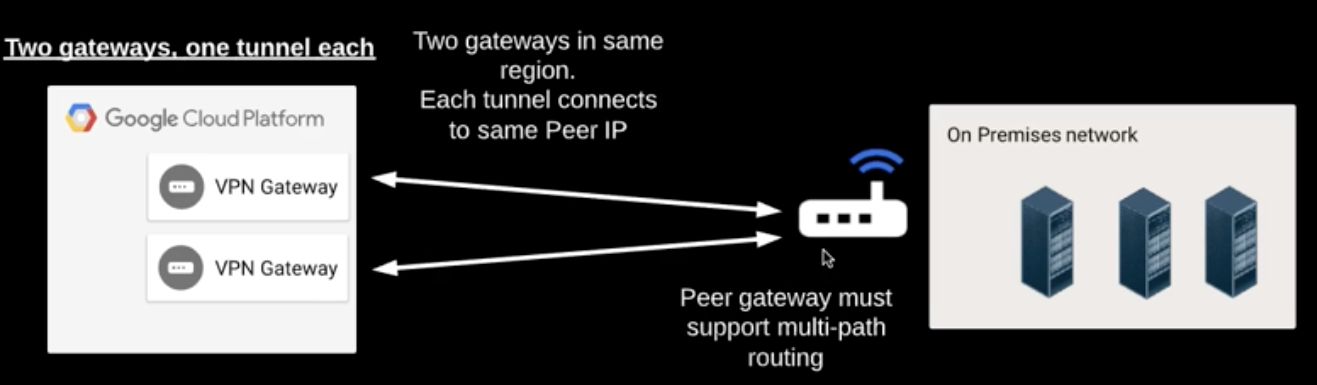 Two gateways, one tunnel each
Two gateways in same
region.
Each tunnel connects
to same Peer IP
Google Cloud Platform
VPN Gateway
VPN Gateway
Peer gateway must
support multi-path
routing
On Premises network